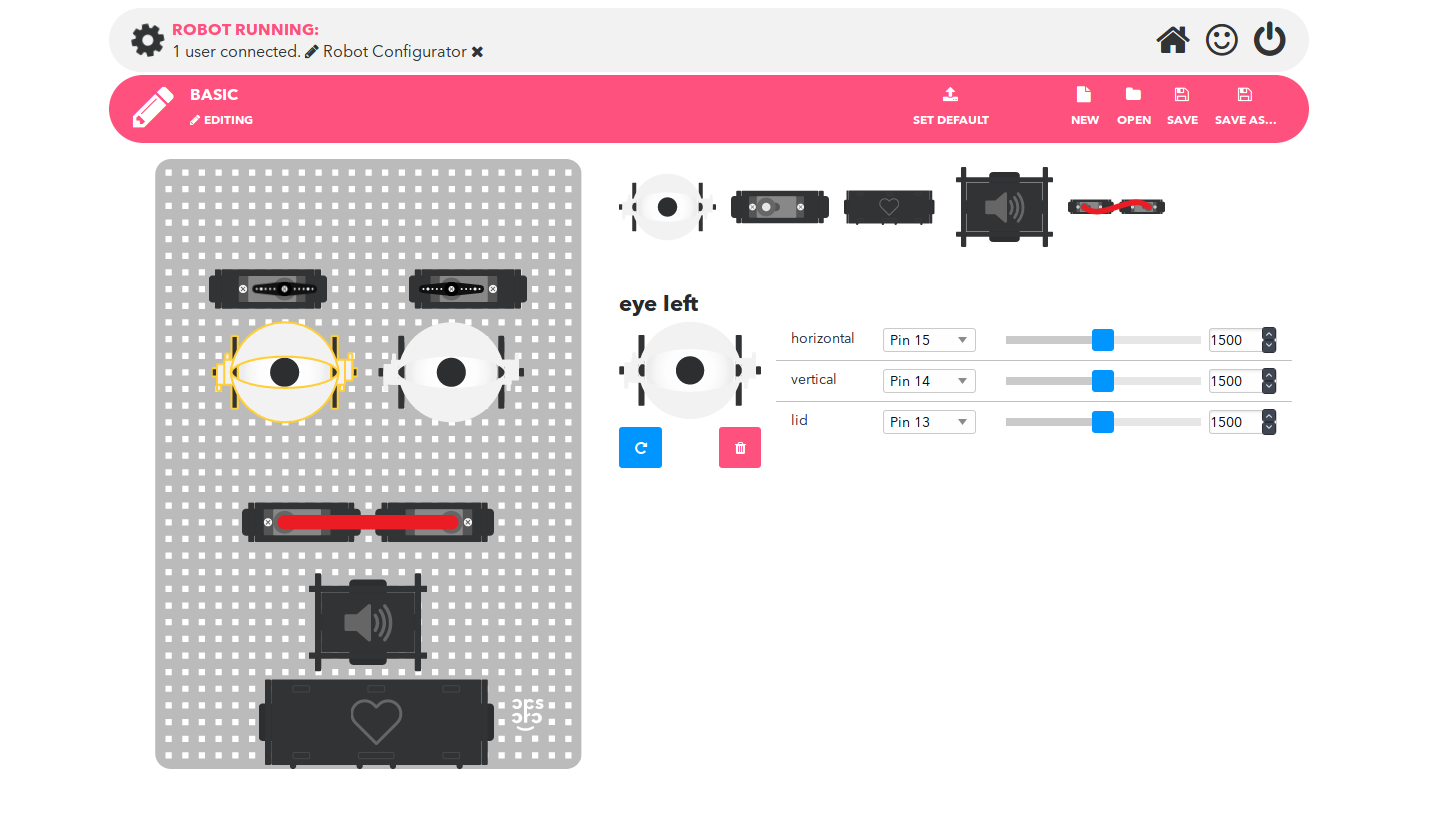 ROBOT RUNNING:
1 user connected. Robot Configurator
BASIC
EDITING
SET DEFAULT
NEW
OPEN
SAVE
SAVE AS...
eye left
horizontal
Pin 15
1500
vertical
Pin 14
1500
lid
Pin 13
1500